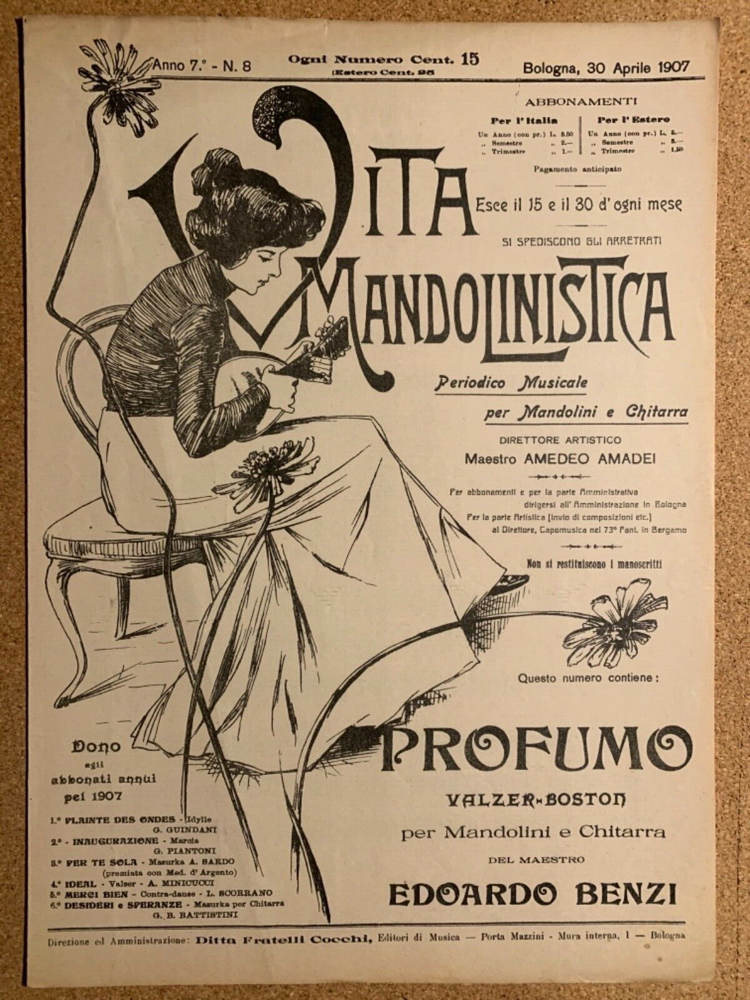 Anno 7.º - N. 8
Ogni Numero Cent. 15
(Estero Cent. 25
Bologna, 30 Aprile 1907
ABBONAMENTI
Per l'Italia
Un Anno (con pr.) L. 3.50
„ Semestre „ 2.—
„ Trimestre „ 1.—
Per l'Estero
Un Anno (con pr.) L. 5.—
„ Semestre „ 3.—
„ Trimestre „ 1,50
Pagamento anticipato
VITA
Esce il 15 e il 30 d'ogni mese
SI SPEDISCONO GLI ARRETRATI
MANDOLINISTICA
Periodico Musicale
per Mandolini e Chitarra
DIRETTORE ARTISTICO
Maestro AMEDEO AMADEI
Per abbonamenti e per la parte Amministrativa
dirigersi all'Amministrazione in Bologna
Per la parte Artistica [invio di composizioni etc.]
al Direttore, Capomusica nel 73º Fant. in Bergamo
Non si restituiscono i manoscritti
Questo numero contiene:
PROFUMO
VALZER-BOSTON
per Mandolini e Chitarra
DEL MAESTRO
EDOARDO BENZI
Dono
agli
abbonati annui
pel 1907
1.º PLAINTE DES ONDES - Idylle
G. GUINDANI
2.º - INAUGURAZIONE - Marcia
G. PIANTONI
3.º PER TE SOLA - Mazurka A. SARDO
(premiata con Med. d'Argento)
4.º IDEAL - Valzer - A. MINICUCCI
5.º MERCI BIEN - Contra-danse - L. SCORRANO
6.º DESIDERI e SPERANZE - Mazurka per Chitarra
G. B. BATTISTINI
Direzione ed Amministrazione: Ditta Fratelli Cocchi, Editori di Musica — Porta Mazzini - Mura interna, 1 — Bologna